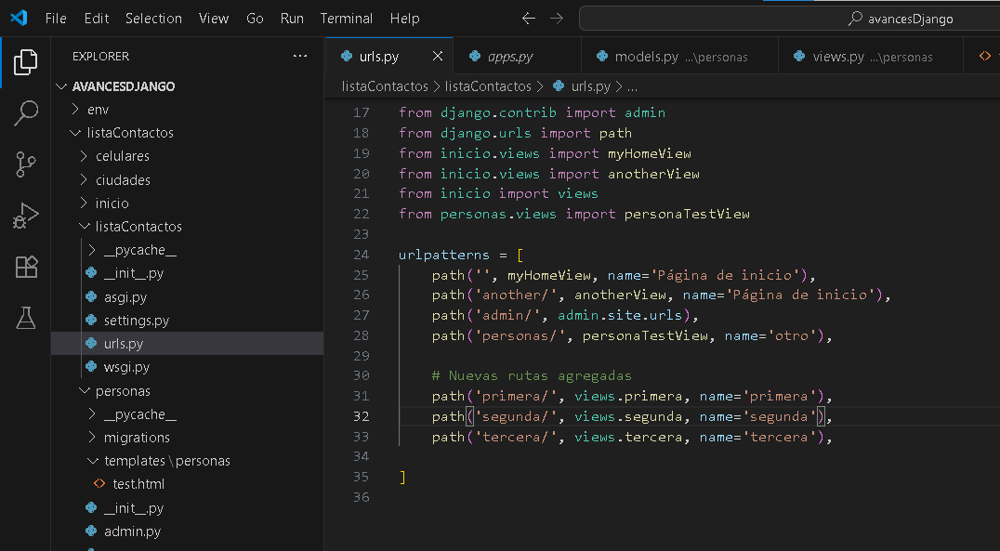 File Edit Selection View Go Run Terminal Help
avancesDjango
EXPLORER
AVANCESDJANGO
env
listaContactos
celulares
ciudades
inicio
listaContactos
__pycache__
__init__.py
asgi.py
settings.py
urls.py
wsgi.py
personas
__pycache__
migrations
templates \ personas
test.html
__init__.py
admin.py
urls.py
apps.py
models.py ...\personas
views.py ...\personas
listaContactos > listaContactos > urls.py > ...
17 from django.contrib import admin
18 from django.urls import path
19 from inicio.views import myHomeView
20 from inicio.views import anotherView
21 from inicio import views
22 from personas.views import personaTestView
23
24 urlpatterns = [
25 path('', myHomeView, name='Página de inicio'),
26 path('another/', anotherView, name='Página de inicio'),
27 path('admin/', admin.site.urls),
28 path('personas/', personaTestView, name='otro'),
29
30 # Nuevas rutas agregadas
31 path('primera/', views.primera, name='primera'),
32 path('segunda/', views.segunda, name='segunda'),
33 path('tercera/', views.tercera, name='tercera'),
34
35 ]
36